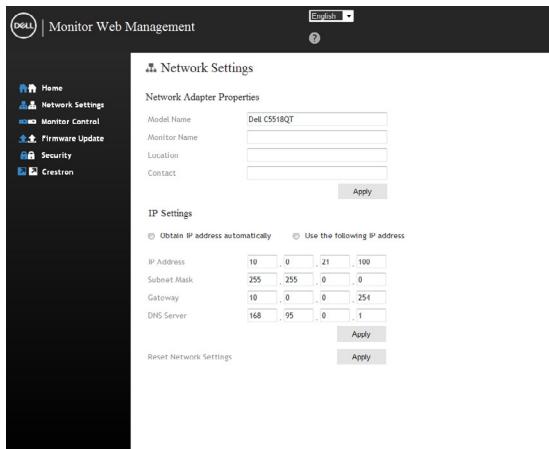 DELL Monitor Web Management English
?
Network Settings
Home
Network Settings
Monitor Control
Firmware Update
Security
Crestron
Network Adapter Properties
Model Name Dell C5518QT
Monitor Name
Location
Contact
Apply
IP Settings
Obtain IP address automatically Use the following IP address
IP Address 10 . 0 . 21 . 100
Subnet Mask 255 . 255 . 0 . 0
Gatoway 10 . 0 . 0 . 254
DNS Server 168 . 95 . 0 . 1
Apply
Reset Network Settings Apply